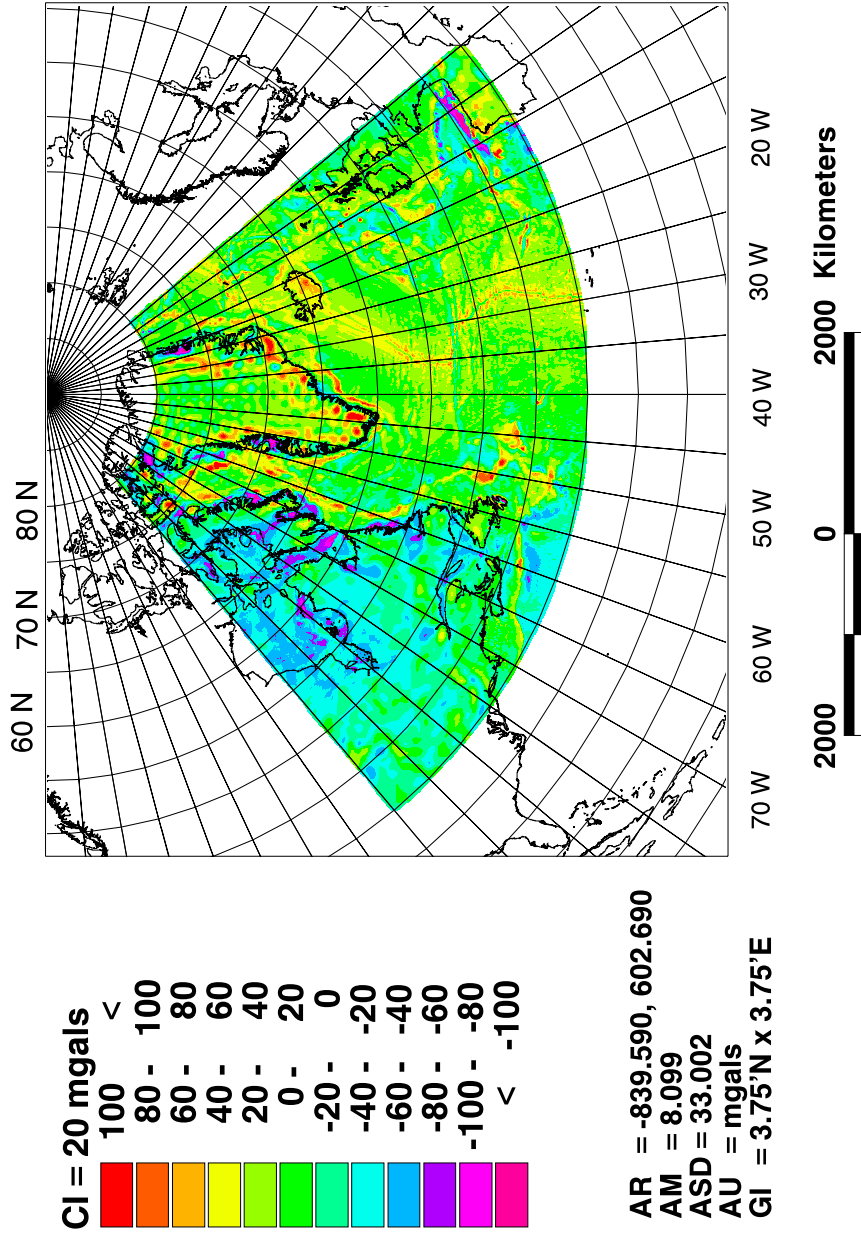 60 N
70 N
80 N
20 W
30 W
40 W
50 W
60 W
70 W
2000 0 2000 Kilometers
CI = 20 mgals
100 <
80 - 100
60 - 80
40 - 60
20 - 40
0 - 20
-20 - 0
-40 - -20
-60 - -40
-80 - -60
-100 - -80
< -100
AR = -839.590, 602.690
AM = 8.099
ASD = 33.002
AU = mgals
GI = 3.75'N x 3.75'E